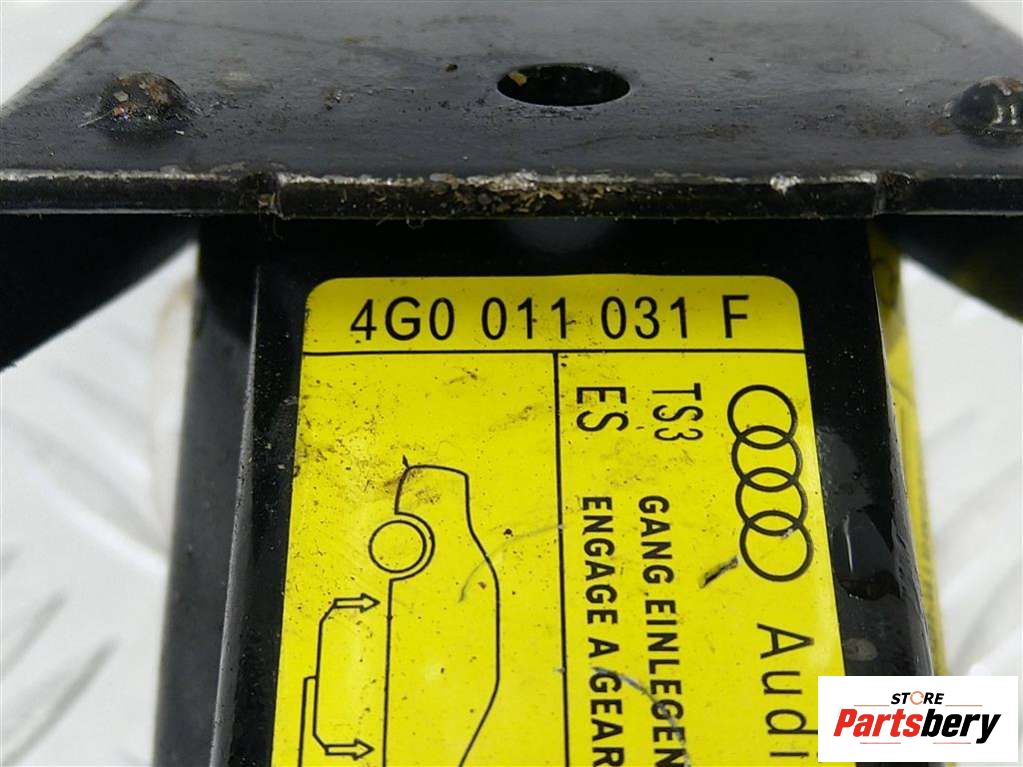 4G0 011 031 F
TS3 GANG EINLEGEN
ES ENGAGE A GEAR
Audi
STORE
Partsbery